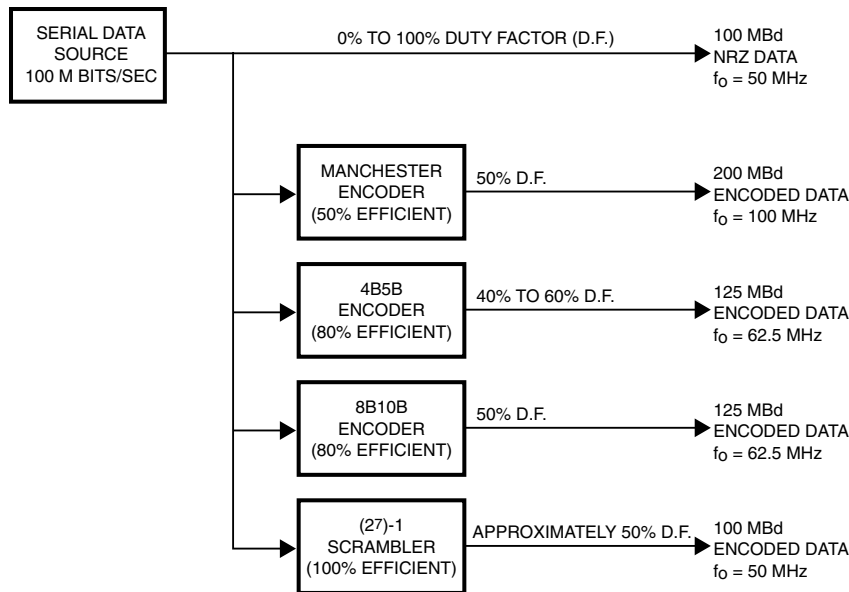 SERIAL DATA
SOURCE
100 M BITS/SEC
0% TO 100% DUTY FACTOR (D.F.)
100 MBd
NRZ DATA
fO = 50 MHz
MANCHESTER
ENCODER
(50% EFFICIENT)
50% D.F.
200 MBd
ENCODED DATA
fO = 100 MHz
4B5B
ENCODER
(80% EFFICIENT)
40% TO 60% D.F.
125 MBd
ENCODED DATA
fO = 62.5 MHz
8B10B
ENCODER
(80% EFFICIENT)
50% D.F.
125 MBd
ENCODED DATA
fO = 62.5 MHz
(27)-1
SCRAMBLER
(100% EFFICIENT)
APPROXIMATELY 50% D.F.
100 MBd
ENCODED DATA
fO = 50 MHz